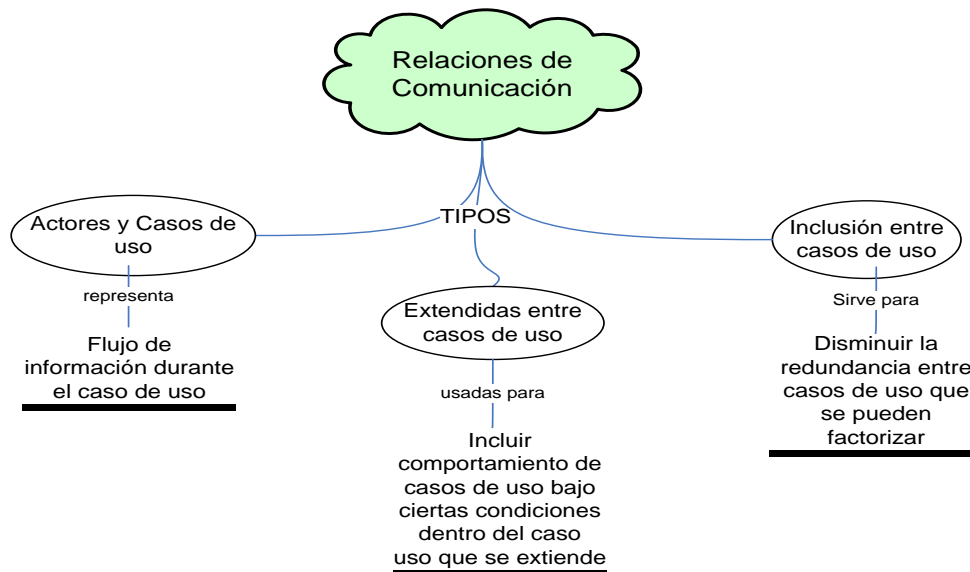 Relaciones de
Comunicación
TIPOS
Actores y Casos de
uso
representa
Flujo de
información durante
el caso de uso
Extendidas entre
casos de uso
usadas para
Incluir
comportamiento de
casos de uso bajo
ciertas condiciones
dentro del caso
uso que se extiende
Inclusión entre
casos de uso
Sirve para
Disminuir la
redundancia entre
casos de uso que
se pueden
factorizar